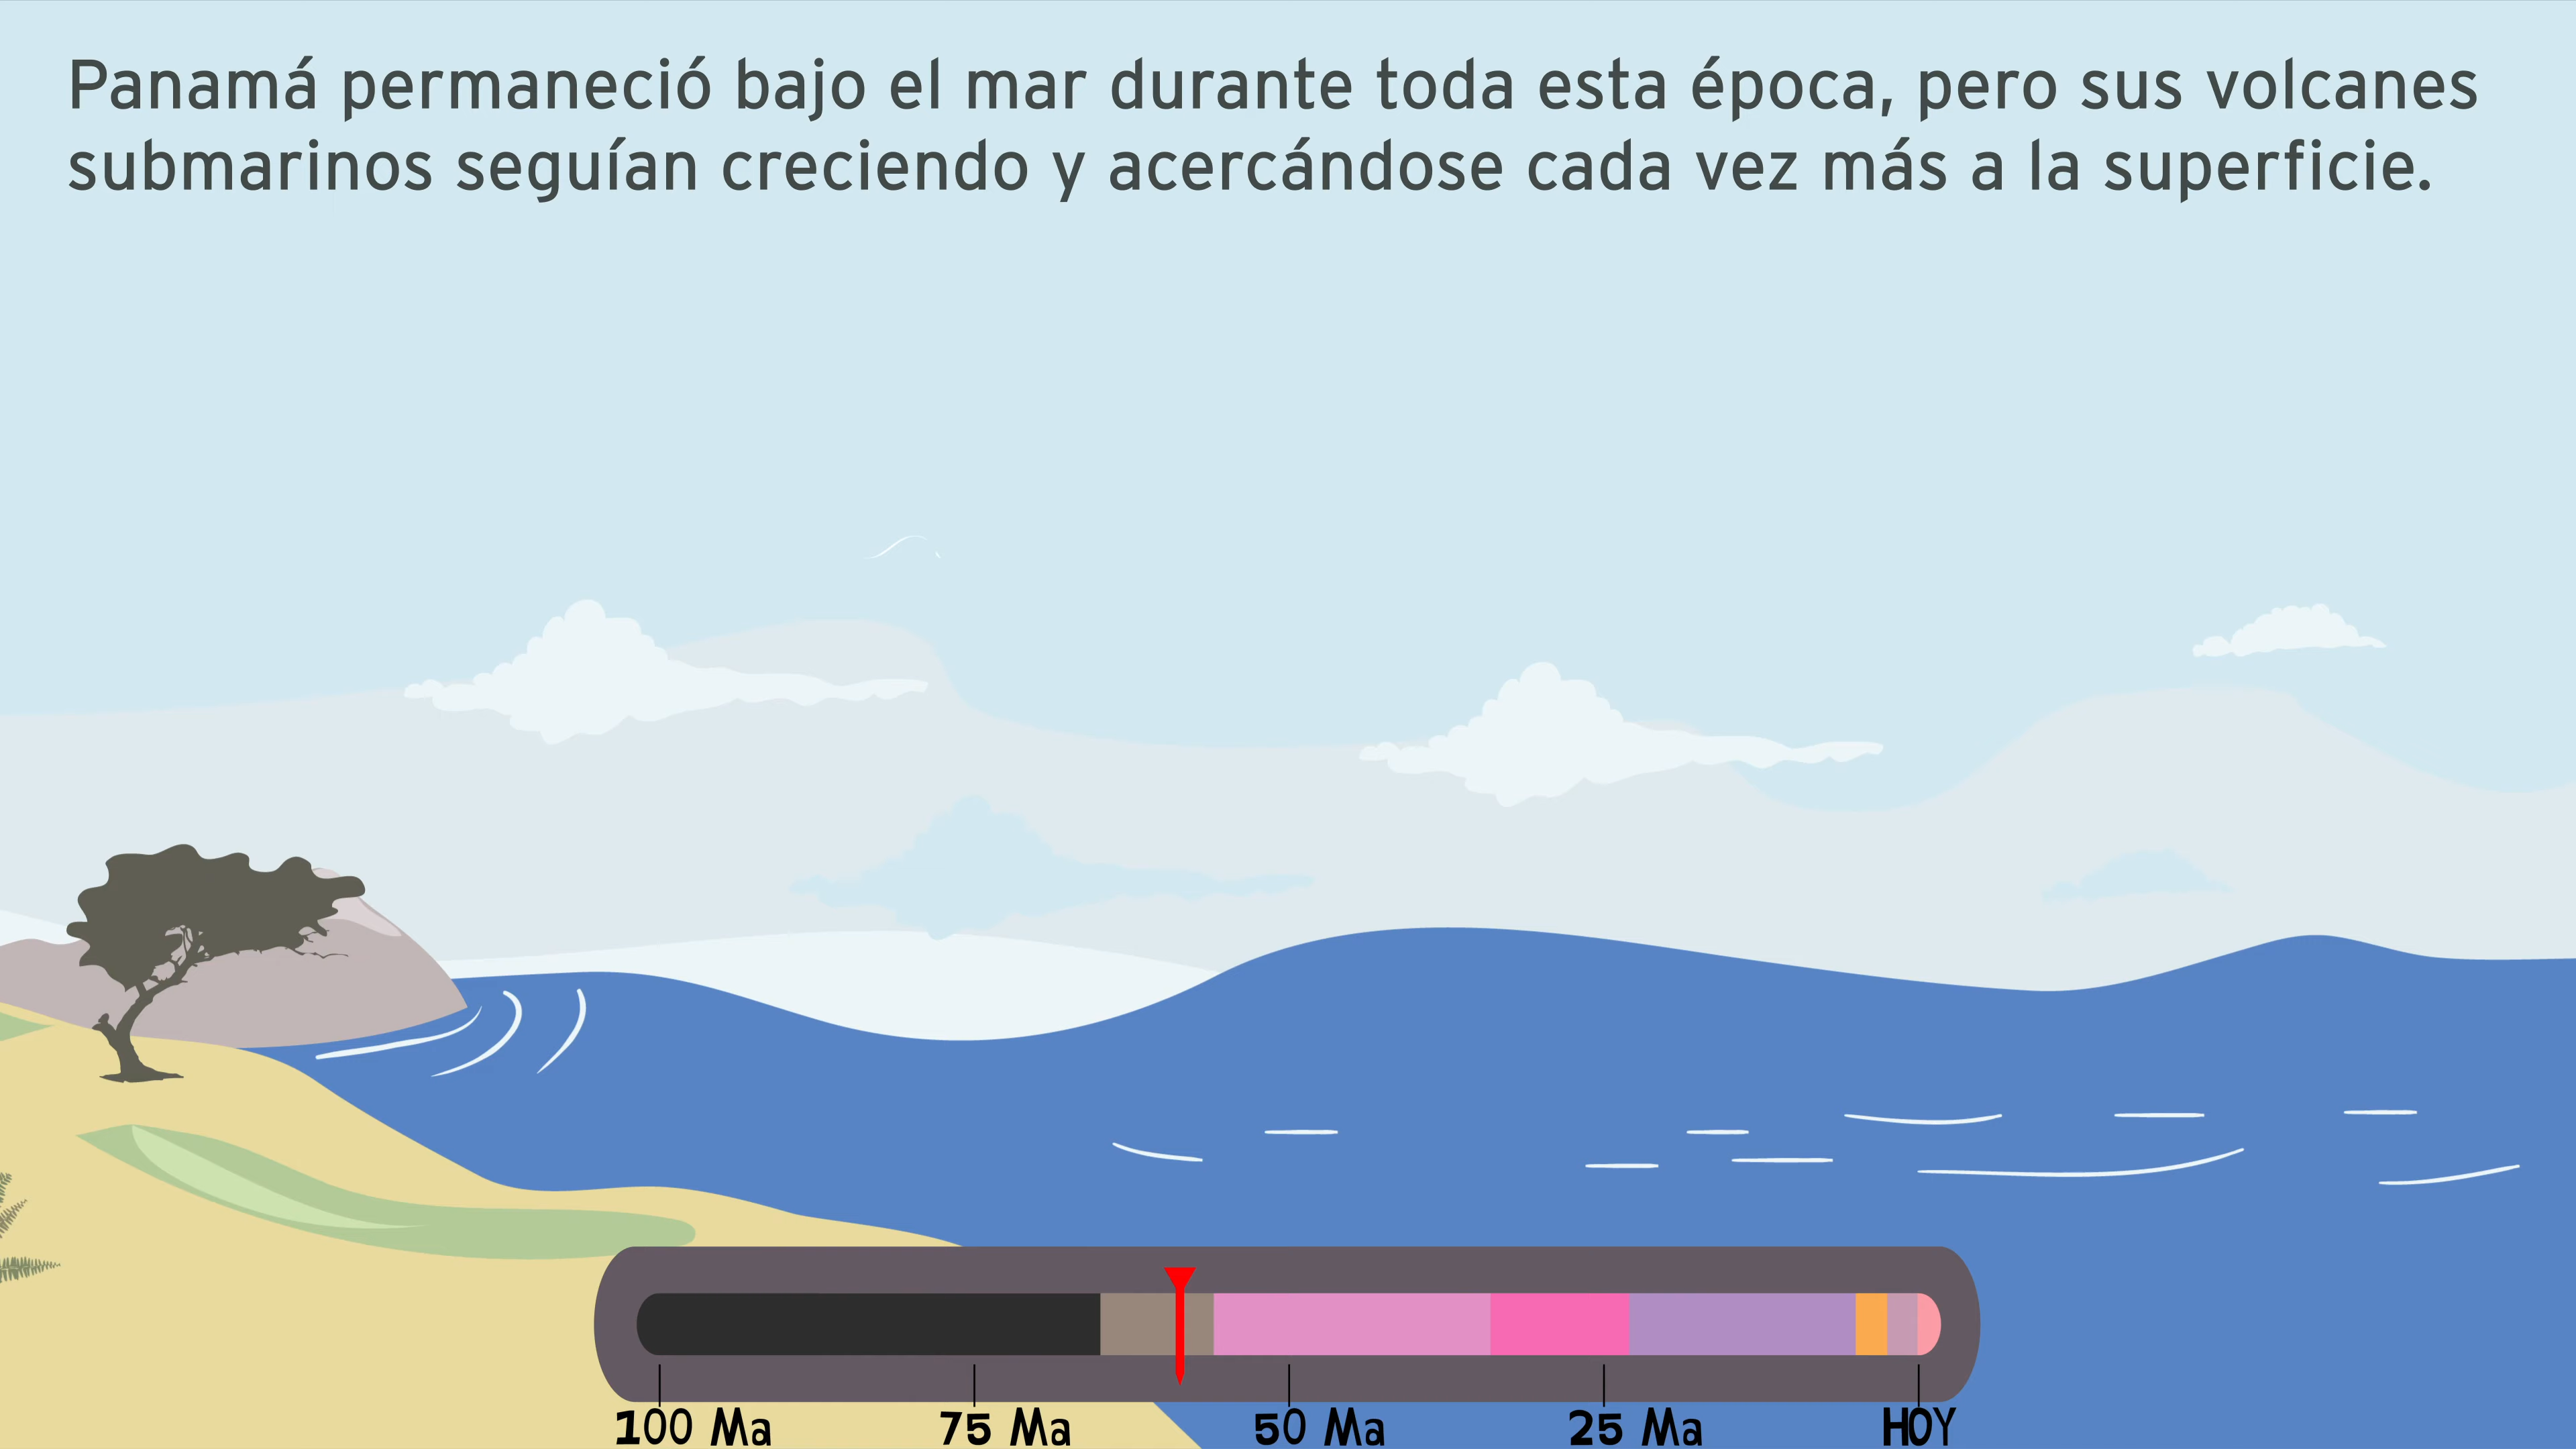 Panamá permaneció bajo el mar durante toda esta época, pero sus volcanes
submarinos seguían creciendo y acercándose cada vez más a la superficie.
100 Ma 75 Ma 50 Ma 25 Ma HOY